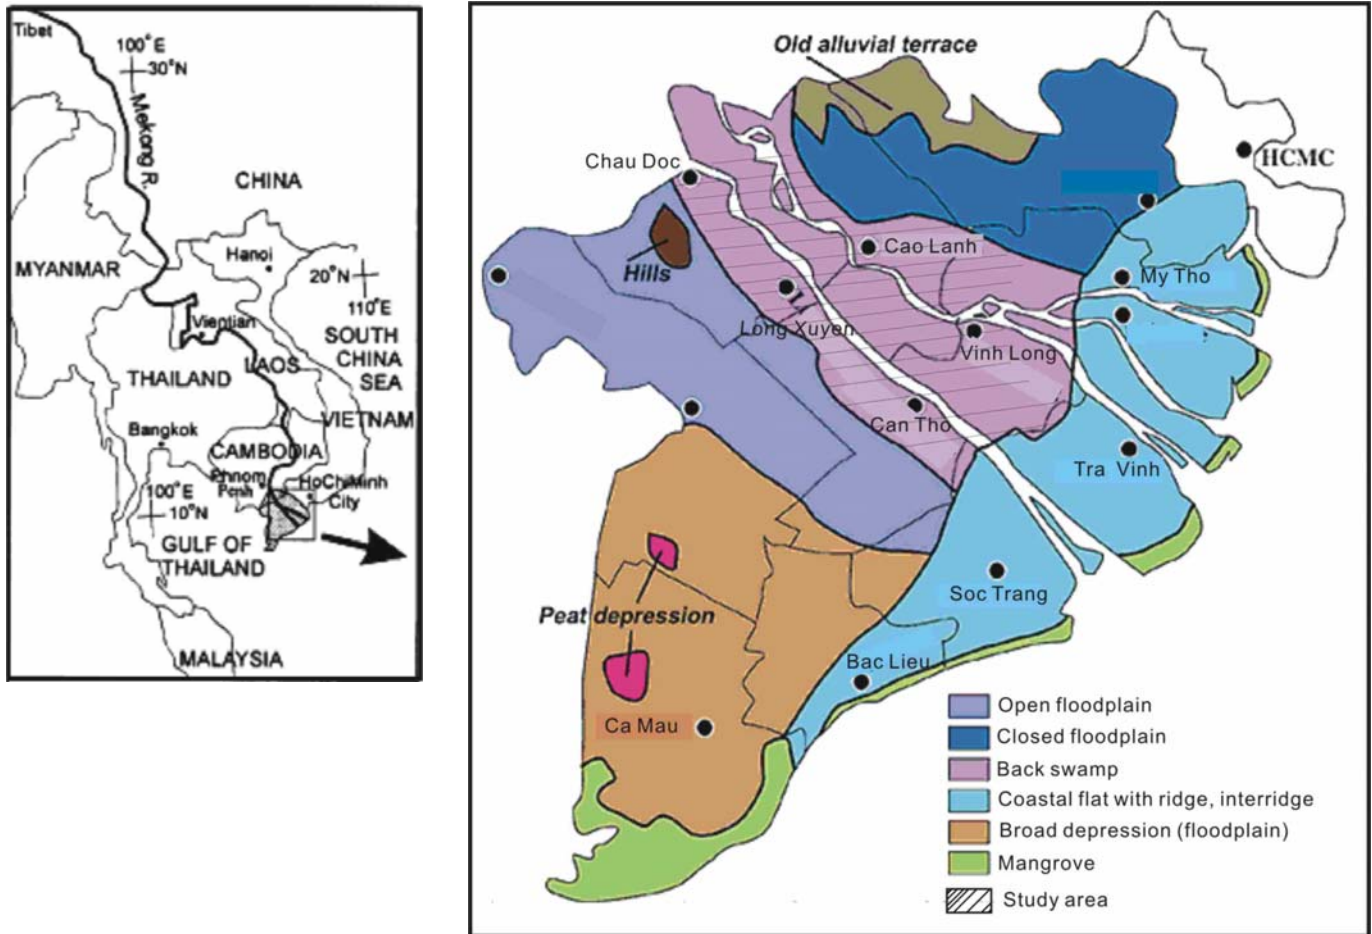 Tibet
100°E
30°N
Mekong R.
CHINA
MYANMAR
Hanoi
20°N
110°E
Vientian
SOUTH
CHINA
SEA
LAOS
THAILAND
VIETNAM
Bangkok
CAMBODIA
Phnom
Penh
HoChiMinh
City
100°E
10°N
GULF OF
THAILAND
MALAYSIA
Old alluvial terrace
HCMC
Chau Doc
Cao Lanh
Hills
My Tho
Long Xuyen
Vinh Long
Can Tho
Tra Vinh
Soc Trang
Peat depression
Bac Lieu
Ca Mau
Open floodplain
Closed floodplain
Back swamp
Coastal flat with ridge, interridge
Broad depression (floodplain)
Mangrove
Study area